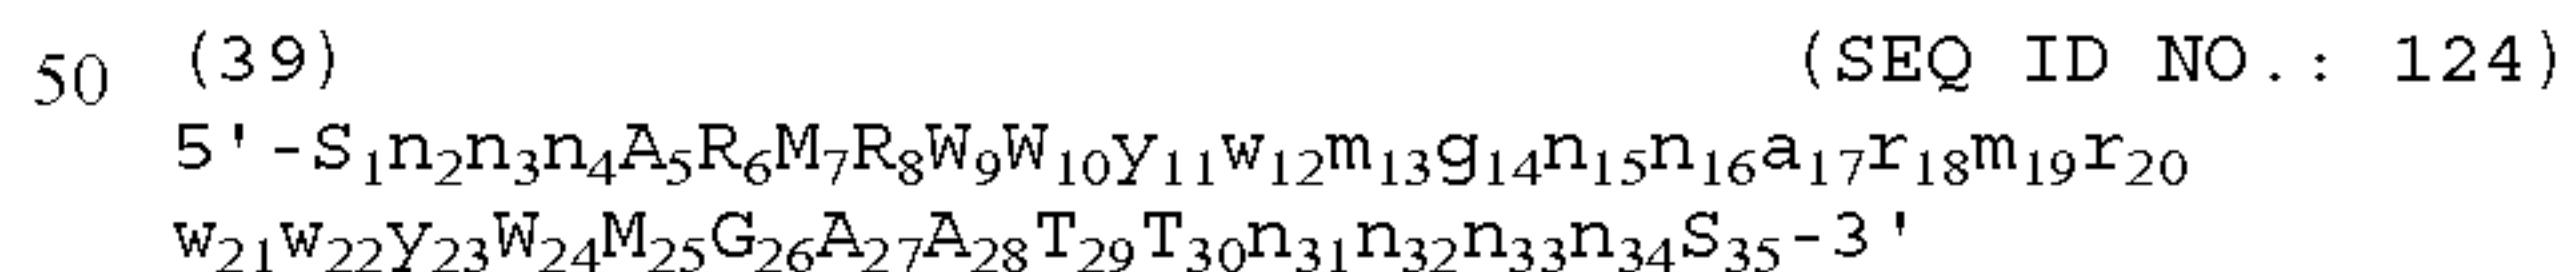 50 (39) (SEQ ID NO.: 124)
5'-S₁n₂n₃n₄A₅R₆M₇R₈W₉W₁₀y₁₁w₁₂m₁₃g₁₄n₁₅n₁₆a₁₇r₁₈m₁₉r₂₀
w₂₁w₂₂y₂₃W₂₄M₂₅G₂₆A₂₇A₂₈T₂₉T₃₀n₃₁n₃₂n₃₃n₃₄S₃₅-3'